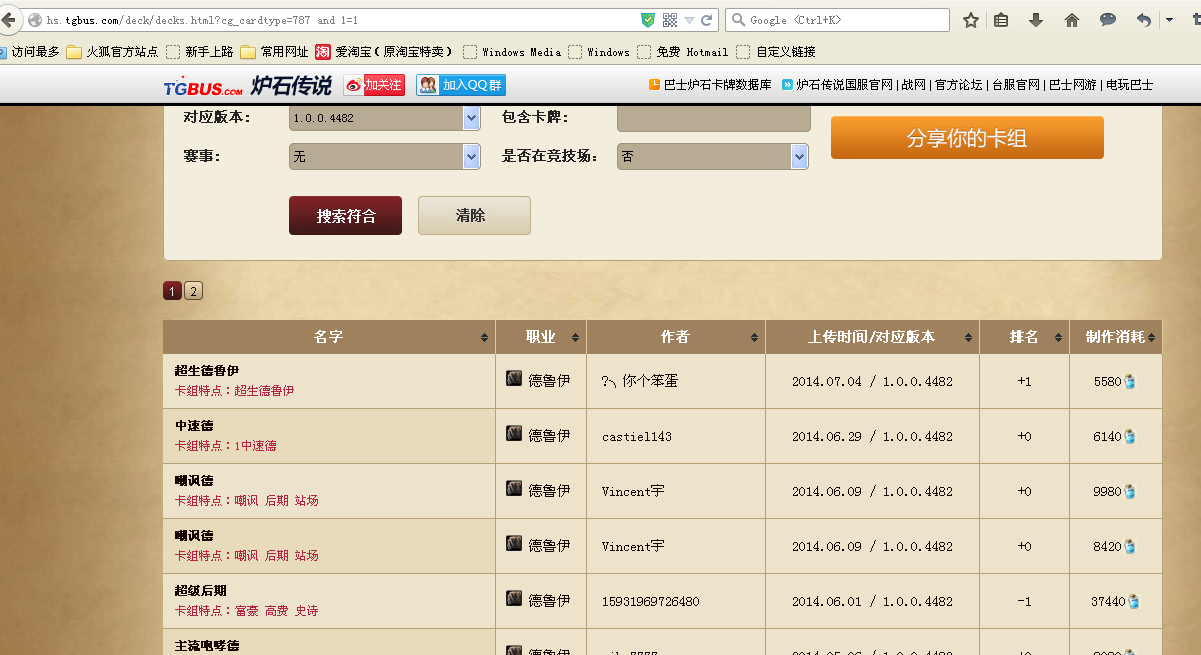 hs.tgbus.com/deck/decks.html?cg_cardtype=787 and 1=1
Google <Ctrl+K>
访问最多 火狐官方站点 新手上路 常用网址 淘 爱淘宝(原淘宝特卖) Windows Media Windows 免费 Hotmail 自定义链接
TGBUS.COM 炉石传说 加关注 加入QQ群 巴士炉石卡牌数据库 炉石传说国服官网 | 战网 | 官方论坛 | 台服官网 | 巴士网游 | 电玩巴士
对应版本: 1.0.0.4482 包含卡牌:
分享你的卡组
赛事: 无 是否在竞技场: 否
搜索符合 清除
1 2
名字 职业 作者 上传时间/对应版本 排名 制作消耗
超生德鲁伊
卡组特点：超生德鲁伊
德鲁伊 ?╮你个笨蛋 2014.07.04 / 1.0.0.4482 +1 5580
中速德
卡组特点：1中速德
德鲁伊 castiel143 2014.06.29 / 1.0.0.4482 +0 6140
嘲讽德
卡组特点：嘲讽 后期 站场
德鲁伊 Vincent宇 2014.06.09 / 1.0.0.4482 +0 9980
嘲讽德
卡组特点：嘲讽 后期 站场
德鲁伊 Vincent宇 2014.06.09 / 1.0.0.4482 +0 8420
超级后期
卡组特点：富豪 高费 史诗
德鲁伊 15931969726480 2014.06.01 / 1.0.0.4482 -1 37440
主流咆哮德
德鲁伊